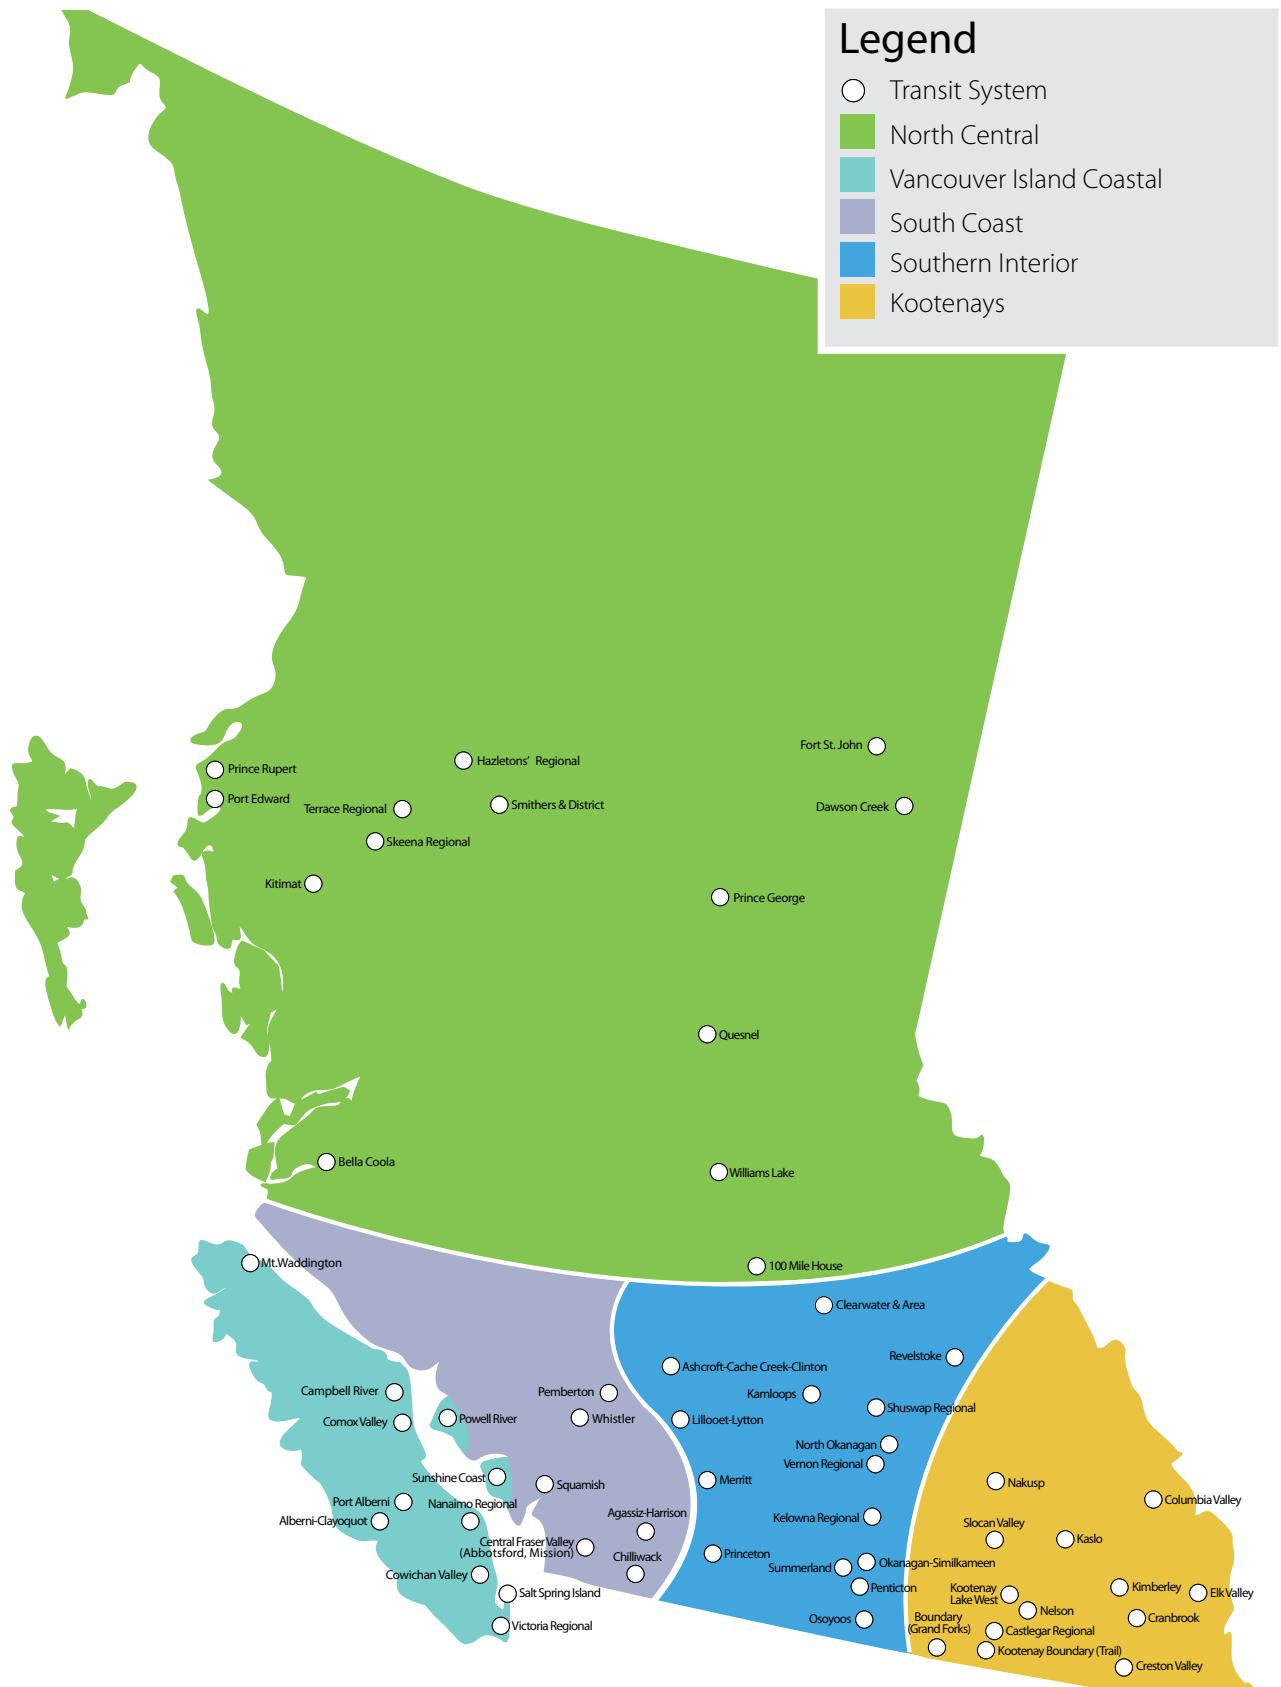 Legend
Transit System
North Central
Vancouver Island Coastal
South Coast
Southern Interior
Kootenays
Fort St. John
Hazletons' Regional
Prince Rupert
Port Edward
Terrace Regional
Smithers & District
Dawson Creek
Skeena Regional
Kitimat
Prince George
Quesnel
Bella Coola
Williams Lake
Mt.Waddington
100 Mile House
Clearwater & Area
Revelstoke
Ashcroft-Cache Creek-Clinton
Campbell River
Pemberton
Kamloops
Comox Valley
Powell River
Whistler
Lillooet-Lytton
Shuswap Regional
North Okanagan
Vernon Regional
Sunshine Coast
Squamish
Merritt
Nakusp
Port Alberni
Nanaimo Regional
Columbia Valley
Alberni-Clayoquot
Agassiz-Harrison
Kelowna Regional
Slocan Valley
Kaslo
Central Fraser Valley
(Abbotsford, Mission)
Chilliwack
Princeton
Summerland
Okanagan-Similkameen
Cowichan Valley
Penticton
Kootenay
Lake West
Kimberley
Elk Valley
Salt Spring Island
Nelson
Cranbrook
Osoyoos
Boundary
(Grand Forks)
Victoria Regional
Castlegar Regional
Kootenay Boundary (Trail)
Creston Valley